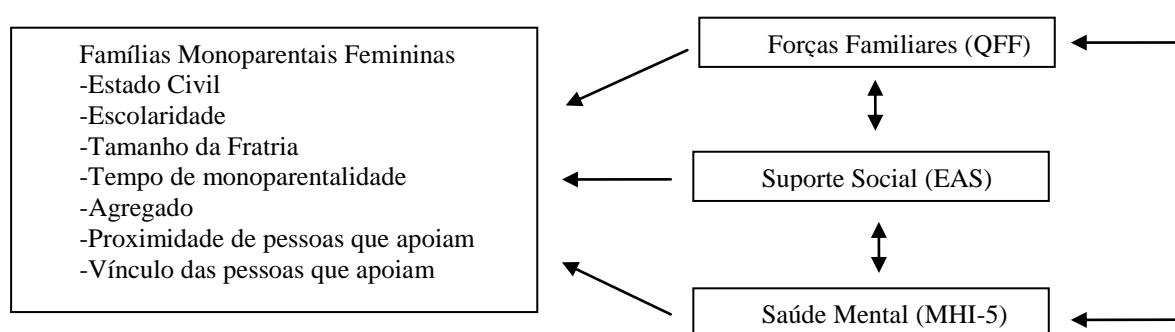 Famílias Monoparentais Femininas
-Estado Civil
-Escolaridade
-Tamanho da Fratria
-Tempo de monoparentalidade
-Agregado
-Proximidade de pessoas que apoiam
-Vínculo das pessoas que apoiam
Forças Familiares (QFF)
Suporte Social (EAS)
Saúde Mental (MHI-5)